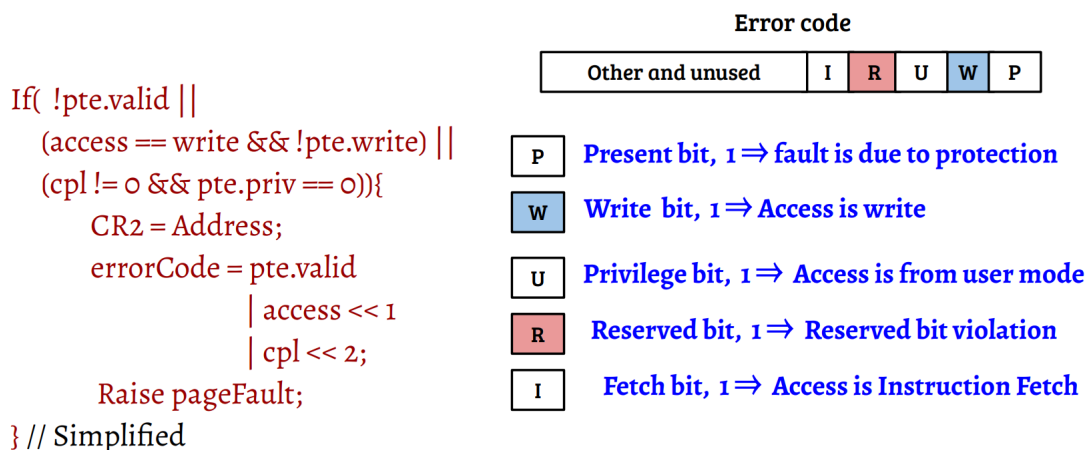 Error code
Other and unused I R U W P
If( !pte.valid ||
(access == write && !pte.write) ||
(cpl != 0 && pte.priv == 0)){
CR2 = Address;
errorCode = pte.valid
| access << 1
| cpl << 2;
Raise pageFault;
} // Simplified
P Present bit, 1 ⇒ fault is due to protection
W Write bit, 1 ⇒ Access is write
U Privilege bit, 1 ⇒ Access is from user mode
R Reserved bit, 1 ⇒ Reserved bit violation
I Fetch bit, 1 ⇒ Access is Instruction Fetch